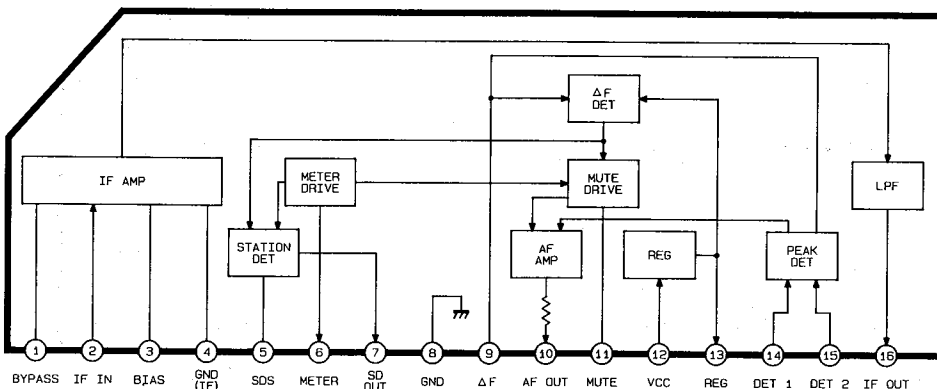 ΔF
DET
IF AMP
METER
DRIVE
MUTE
DRIVE
LPF
STATION
DET
AF
AMP
REG
PEAK
DET
1 2 3 4 5 6 7 8 9 10 11 12 13 14 15 16
BYPASS IF IN BIAS GND (IF) SDS METER SD OUT GND ΔF AF OUT MUTE VCC REG DET 1 DET 2 IF OUT